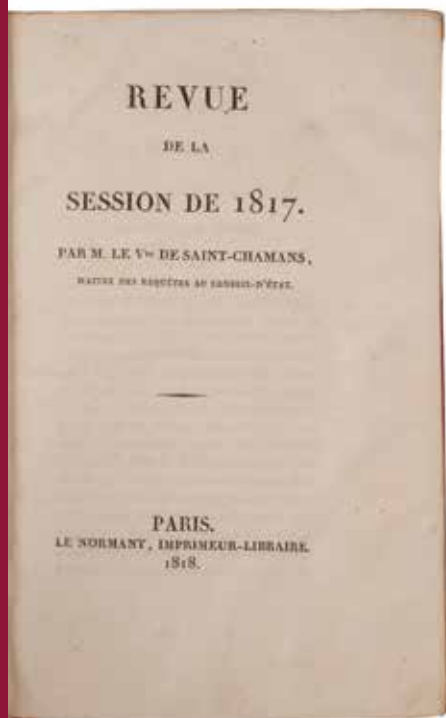 REVUE
DE LA
SESSION DE 1817.
PAR M. LE Vte DE SAINT-CHAMANS,
MAITRE DES REQUÊTES AU CONSEIL-D'ÉTAT.
PARIS.
LE NORMANT, IMPRIMEUR-LIBRAIRE.
1818.